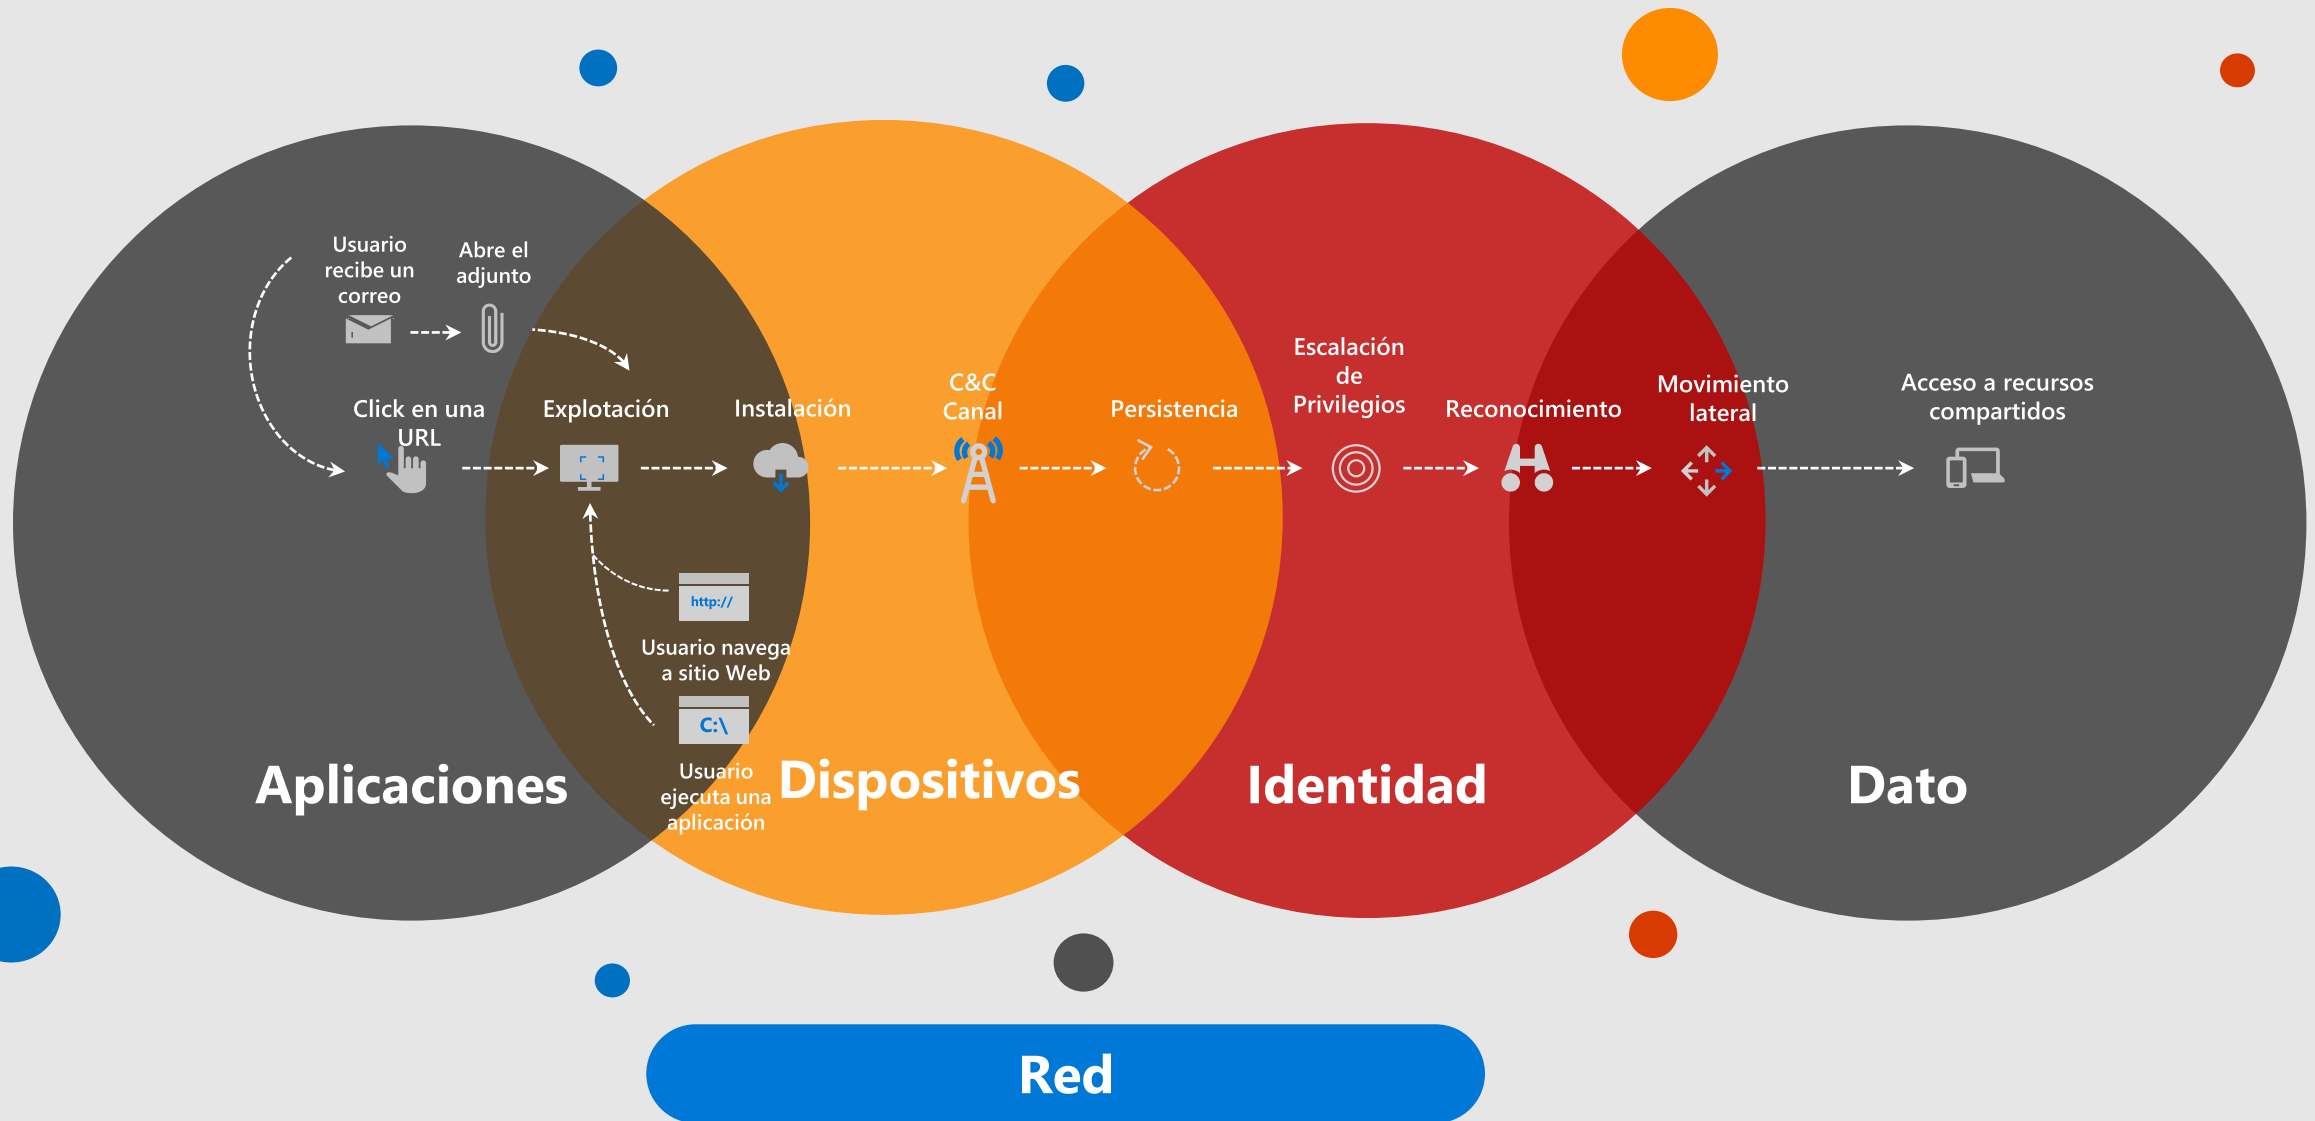 Usuario
recibe un
correo
Abre el
adjunto
Click en una
URL
Explotación
Instalación
C&C
Canal
Persistencia
Escalación
de
Privilegios
Reconocimiento
Movimiento
lateral
Acceso a recursos
compartidos
http://
Usuario navega
a sitio Web
C:\
Usuario
ejecuta una
aplicación
Aplicaciones
Dispositivos
Identidad
Dato
Red